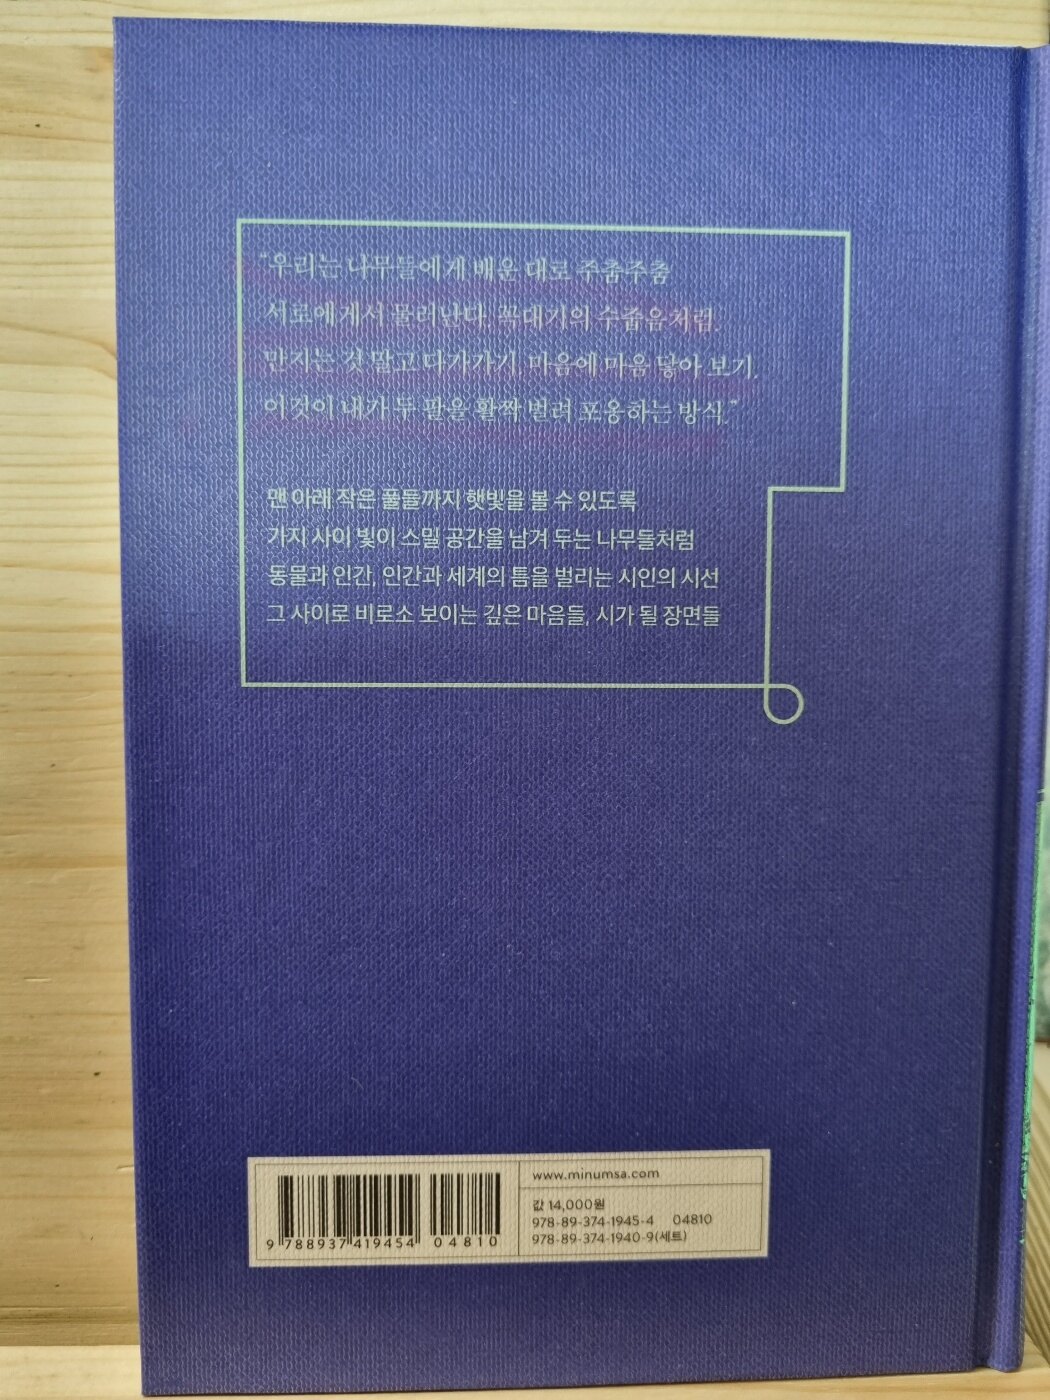 “우리는 나무들에게 배운 대로 주춤주춤
서로에게서 물러난다. 꼭대기의 수줍음처럼.
만지는 것 말고 다가가기. 마음에 마음 닿아 보기.
이것이 내가 두 팔을 활짝 벌려 포옹하는 방식.”
맨 아래 작은 풀들까지 햇빛을 볼 수 있도록
가지 사이 빛이 스밀 공간을 남겨 두는 나무들처럼
동물과 인간, 인간과 세계의 틈을 벌리는 시인의 시선
그 사이로 비로소 보이는 깊은 마음들, 시가 될 장면들
www.minumsa.com
값 14,000원
978-89-374-1945-4 04810
978-89-374-1940-9(세트)
9 788937 419454 04810